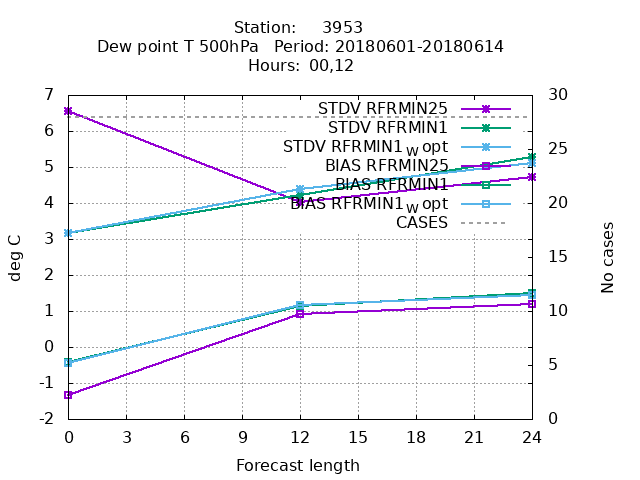 Station: 3953
Dew point T 500hPa Period: 20180601-20180614
Hours: 00,12
7 30
STDV RFRMIN25
STDV RFRMIN1
6
STDV RFRMIN1_W opt
25
BIAS RFRMIN25
5
BIAS RFRMIN1
BIAS RFRMIN1_W opt
4 20
CASES
3
15
2
1 10
0
5
-1
-2 0
deg C
No cases
0 3 6 9 12 15 18 21 24
Forecast length